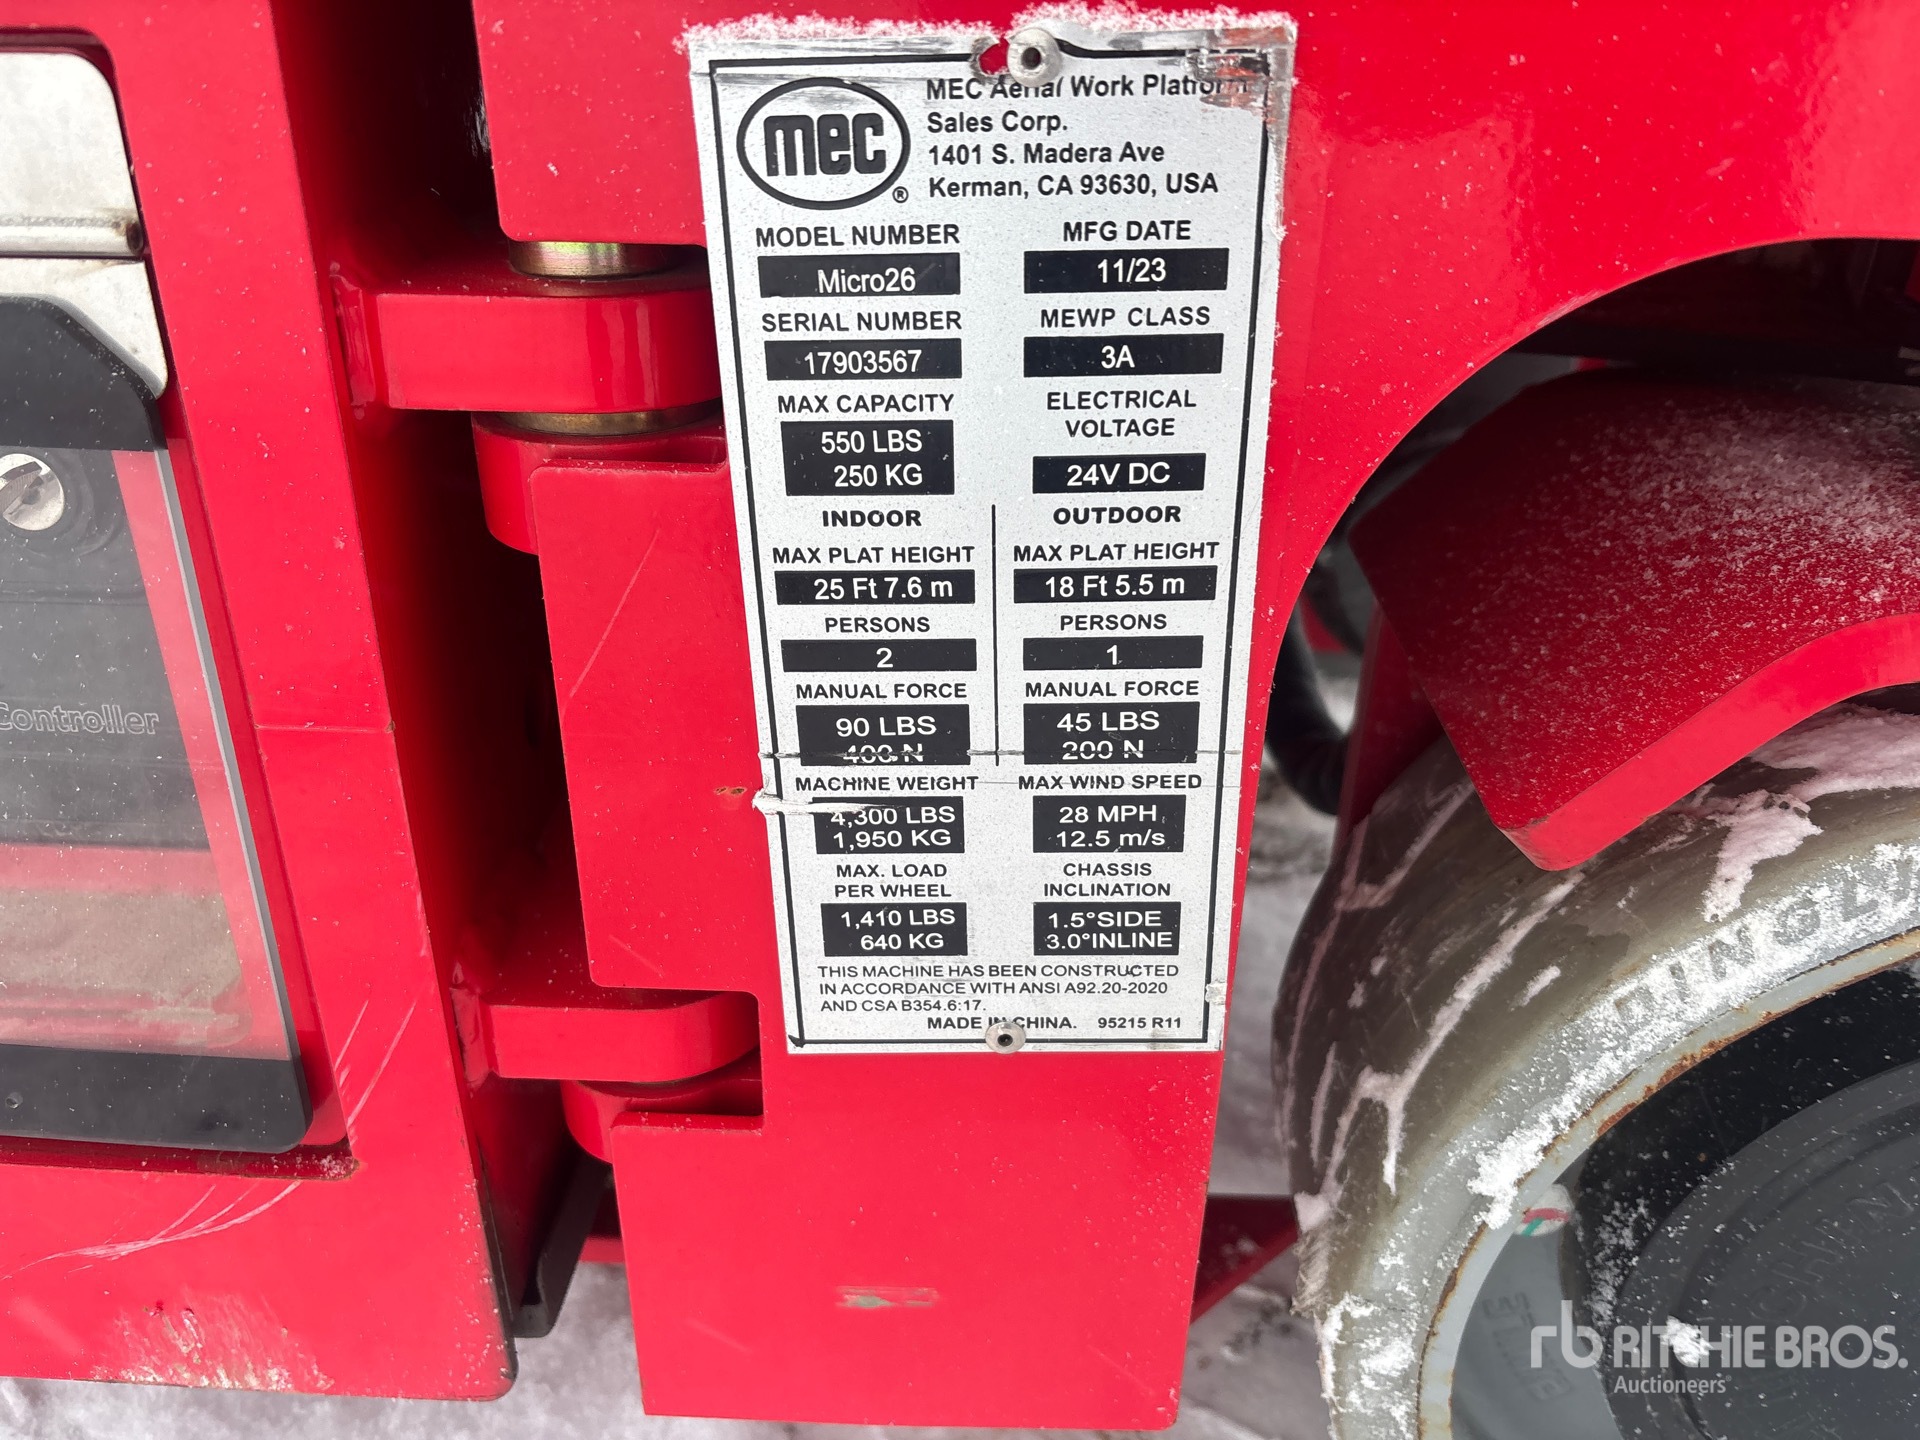 mec®
MEC Aerial Work Platform
Sales Corp.
1401 S. Madera Ave
Kerman, CA 93630, USA
MODEL NUMBER
Micro26
MFG DATE
11/23
SERIAL NUMBER
17903567
MEWP CLASS
3A
MAX CAPACITY
550 LBS
250 KG
ELECTRICAL
VOLTAGE
24V DC
INDOOR
MAX PLAT HEIGHT
25 Ft 7.6 m
PERSONS
2
MANUAL FORCE
90 LBS
400 N
OUTDOOR
MAX PLAT HEIGHT
18 Ft 5.5 m
PERSONS
1
MANUAL FORCE
45 LBS
200 N
MACHINE WEIGHT
4,300 LBS
1,950 KG
MAX WIND SPEED
28 MPH
12.5 m/s
MAX. LOAD
PER WHEEL
1,410 LBS
640 KG
CHASSIS
INCLINATION
1.5°SIDE
3.0°INLINE
THIS MACHINE HAS BEEN CONSTRUCTED
IN ACCORDANCE WITH ANSI A92.20-2020
AND CSA B354.6:17.
MADE IN CHINA. 95215 R11
Controller
DINGLI
rb RITCHIE BROS.
Auctioneers